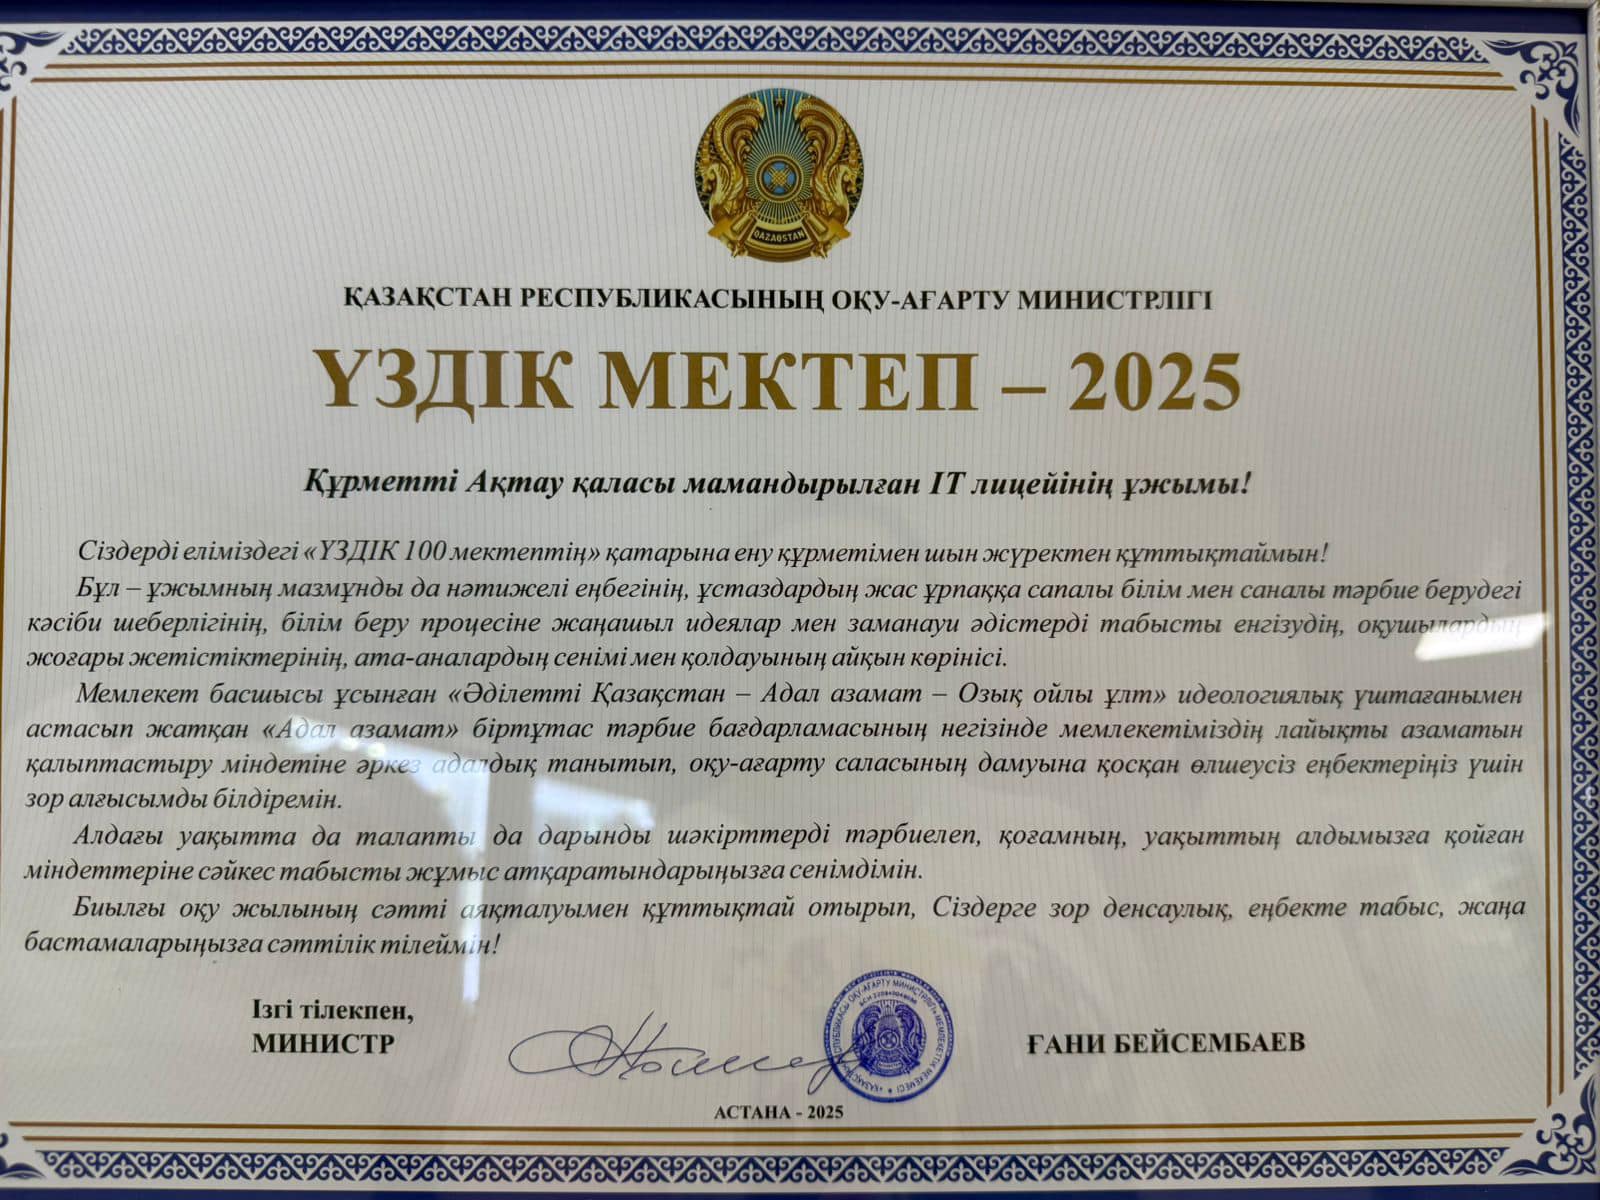 QAZAQSTAN
ҚАЗАҚСТАН РЕСПУБЛИКАСЫНЫҢ ОҚУ-АҒАРТУ МИНИСТРЛІГІ
ҮЗДІК МЕКТЕП – 2025
Құрметті Ақтау қаласы мамандырылған IT лицейінің ұжымы!
Сіздерді еліміздегі «ҮЗДІК 100 мектептің» қатарына ену құрметімен шын жүректен құттықтаймын!
Бұл – ұжымның мазмұнды да нәтижелі еңбегінің, ұстаздардың жас ұрпаққа сапалы білім мен саналы тәрбие берудегі
кәсіби шеберлігінің, білім беру процесіне жаңашыл идеялар мен заманауи әдістерді табысты енгізудің, оқушылардың
жоғары жетістіктерінің, ата-аналардың сенімі мен қолдауының айқын көрінісі.
Мемлекет басшысы ұсынған «Әділетті Қазақстан – Адал азамат – Озық ойлы ұлт» идеологиялық үштағанымен
астасып жатқан «Адал азамат» біртұтас тәрбие бағдарламасының негізінде мемлекетіміздің лайықты азаматын
қалыптастыру міндетіне әркез адалдық танытып, оқу-ағарту саласының дамуына қосқан өлшеусіз еңбектеріңіз үшін
зор алғысымды білдіремін.
Алдағы уақытта да талапты да дарынды шәкірттерді тәрбиелеп, қоғамның, уақыттың алдымызға қойған
міндеттеріне сәйкес табысты жұмыс атқаратындарыңызға сенімдімін.
Биылғы оқу жылының сәтті аяқталуымен құттықтай отырып, Сіздерге зор денсаулық, еңбекте табыс, жаңа
бастамаларыңызға сәттілік тілеймін!
Ізгі тілекпен,
МИНИСТР
ҒАНИ БЕЙСЕМБАЕВ
АСТАНА - 2025